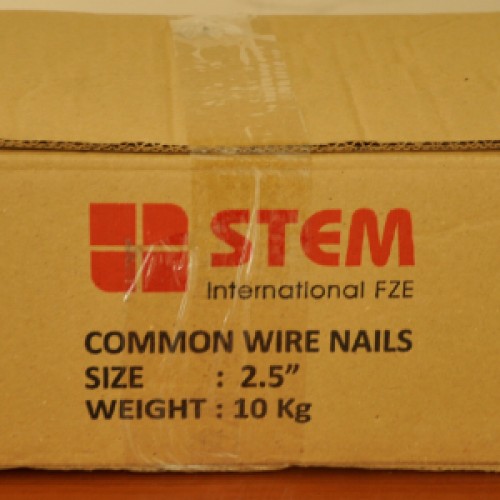 STEM
International FZE
COMMON WIRE NAILS
SIZE : 2.5”
WEIGHT : 10 Kg